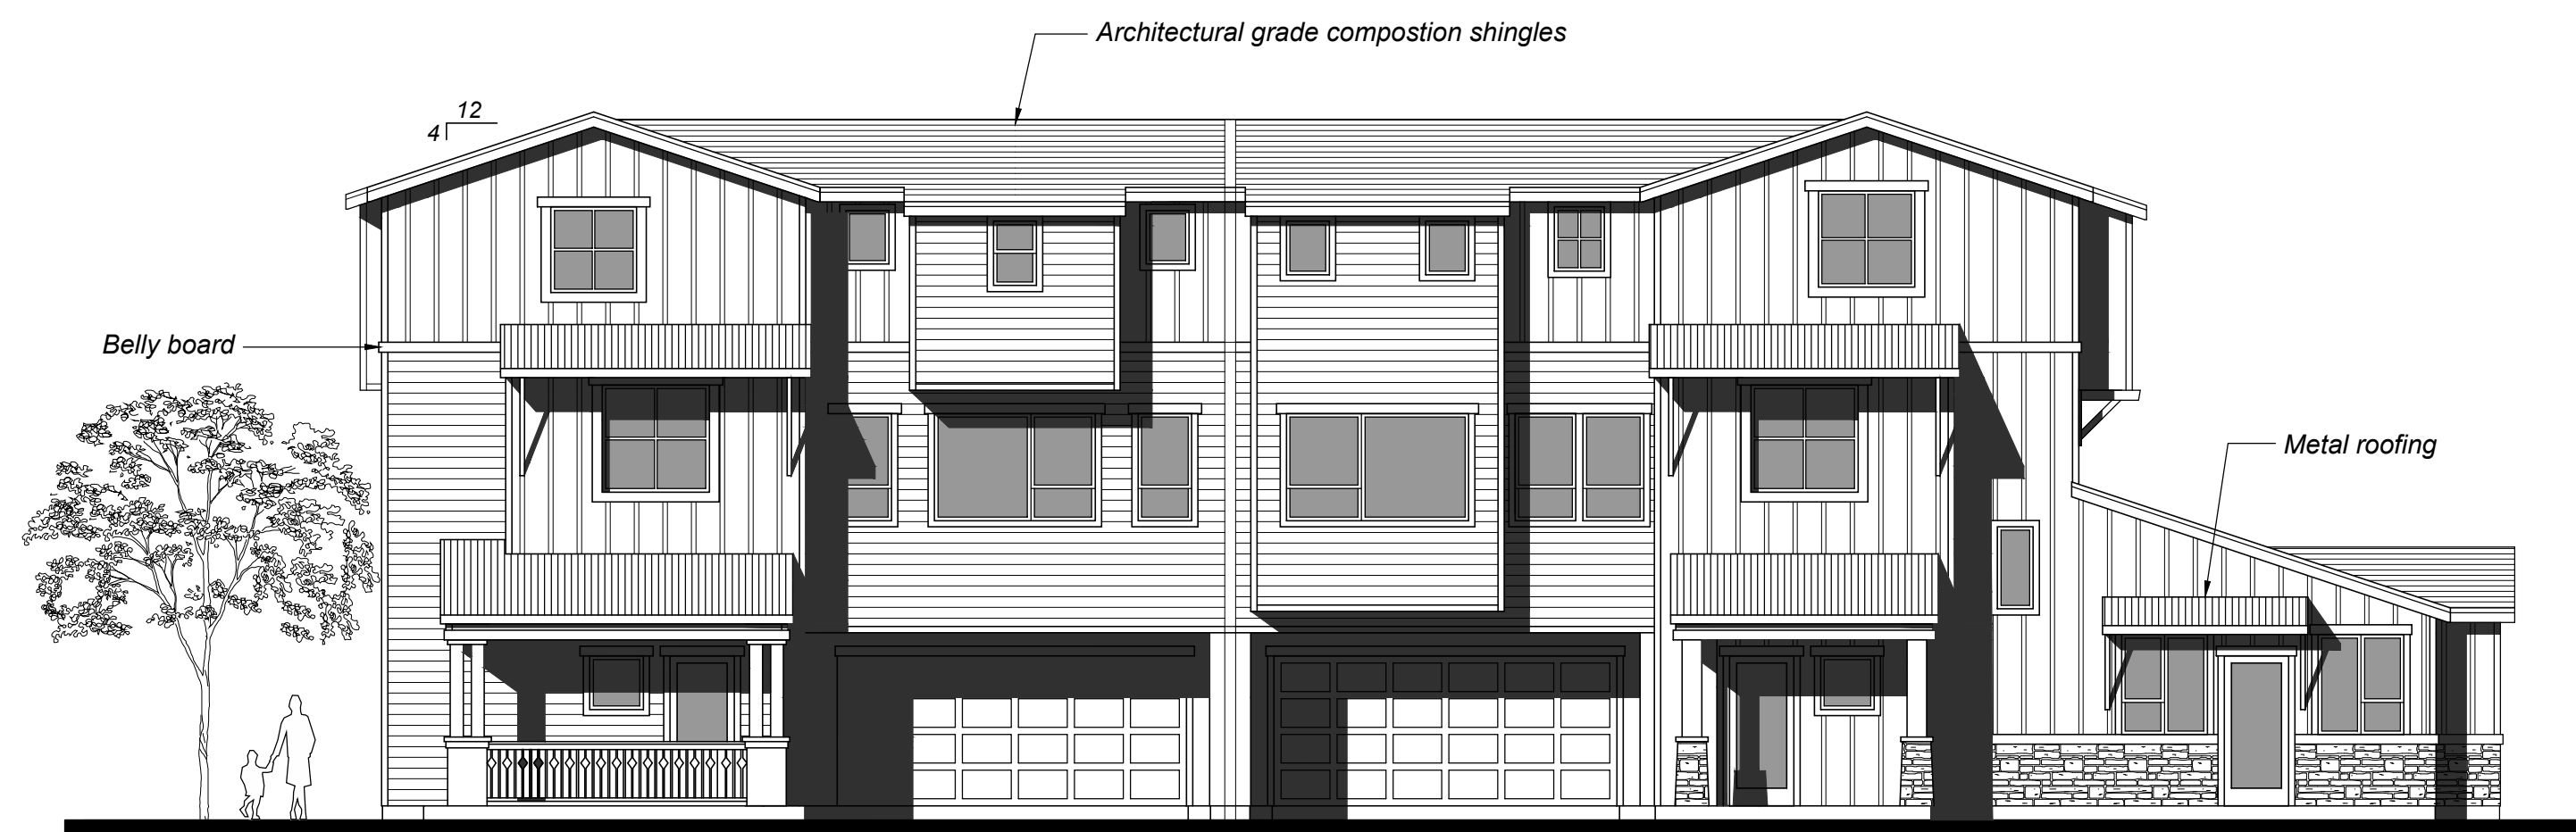 Architectural grade compostion shingles
12
4
Belly board
Metal roofing